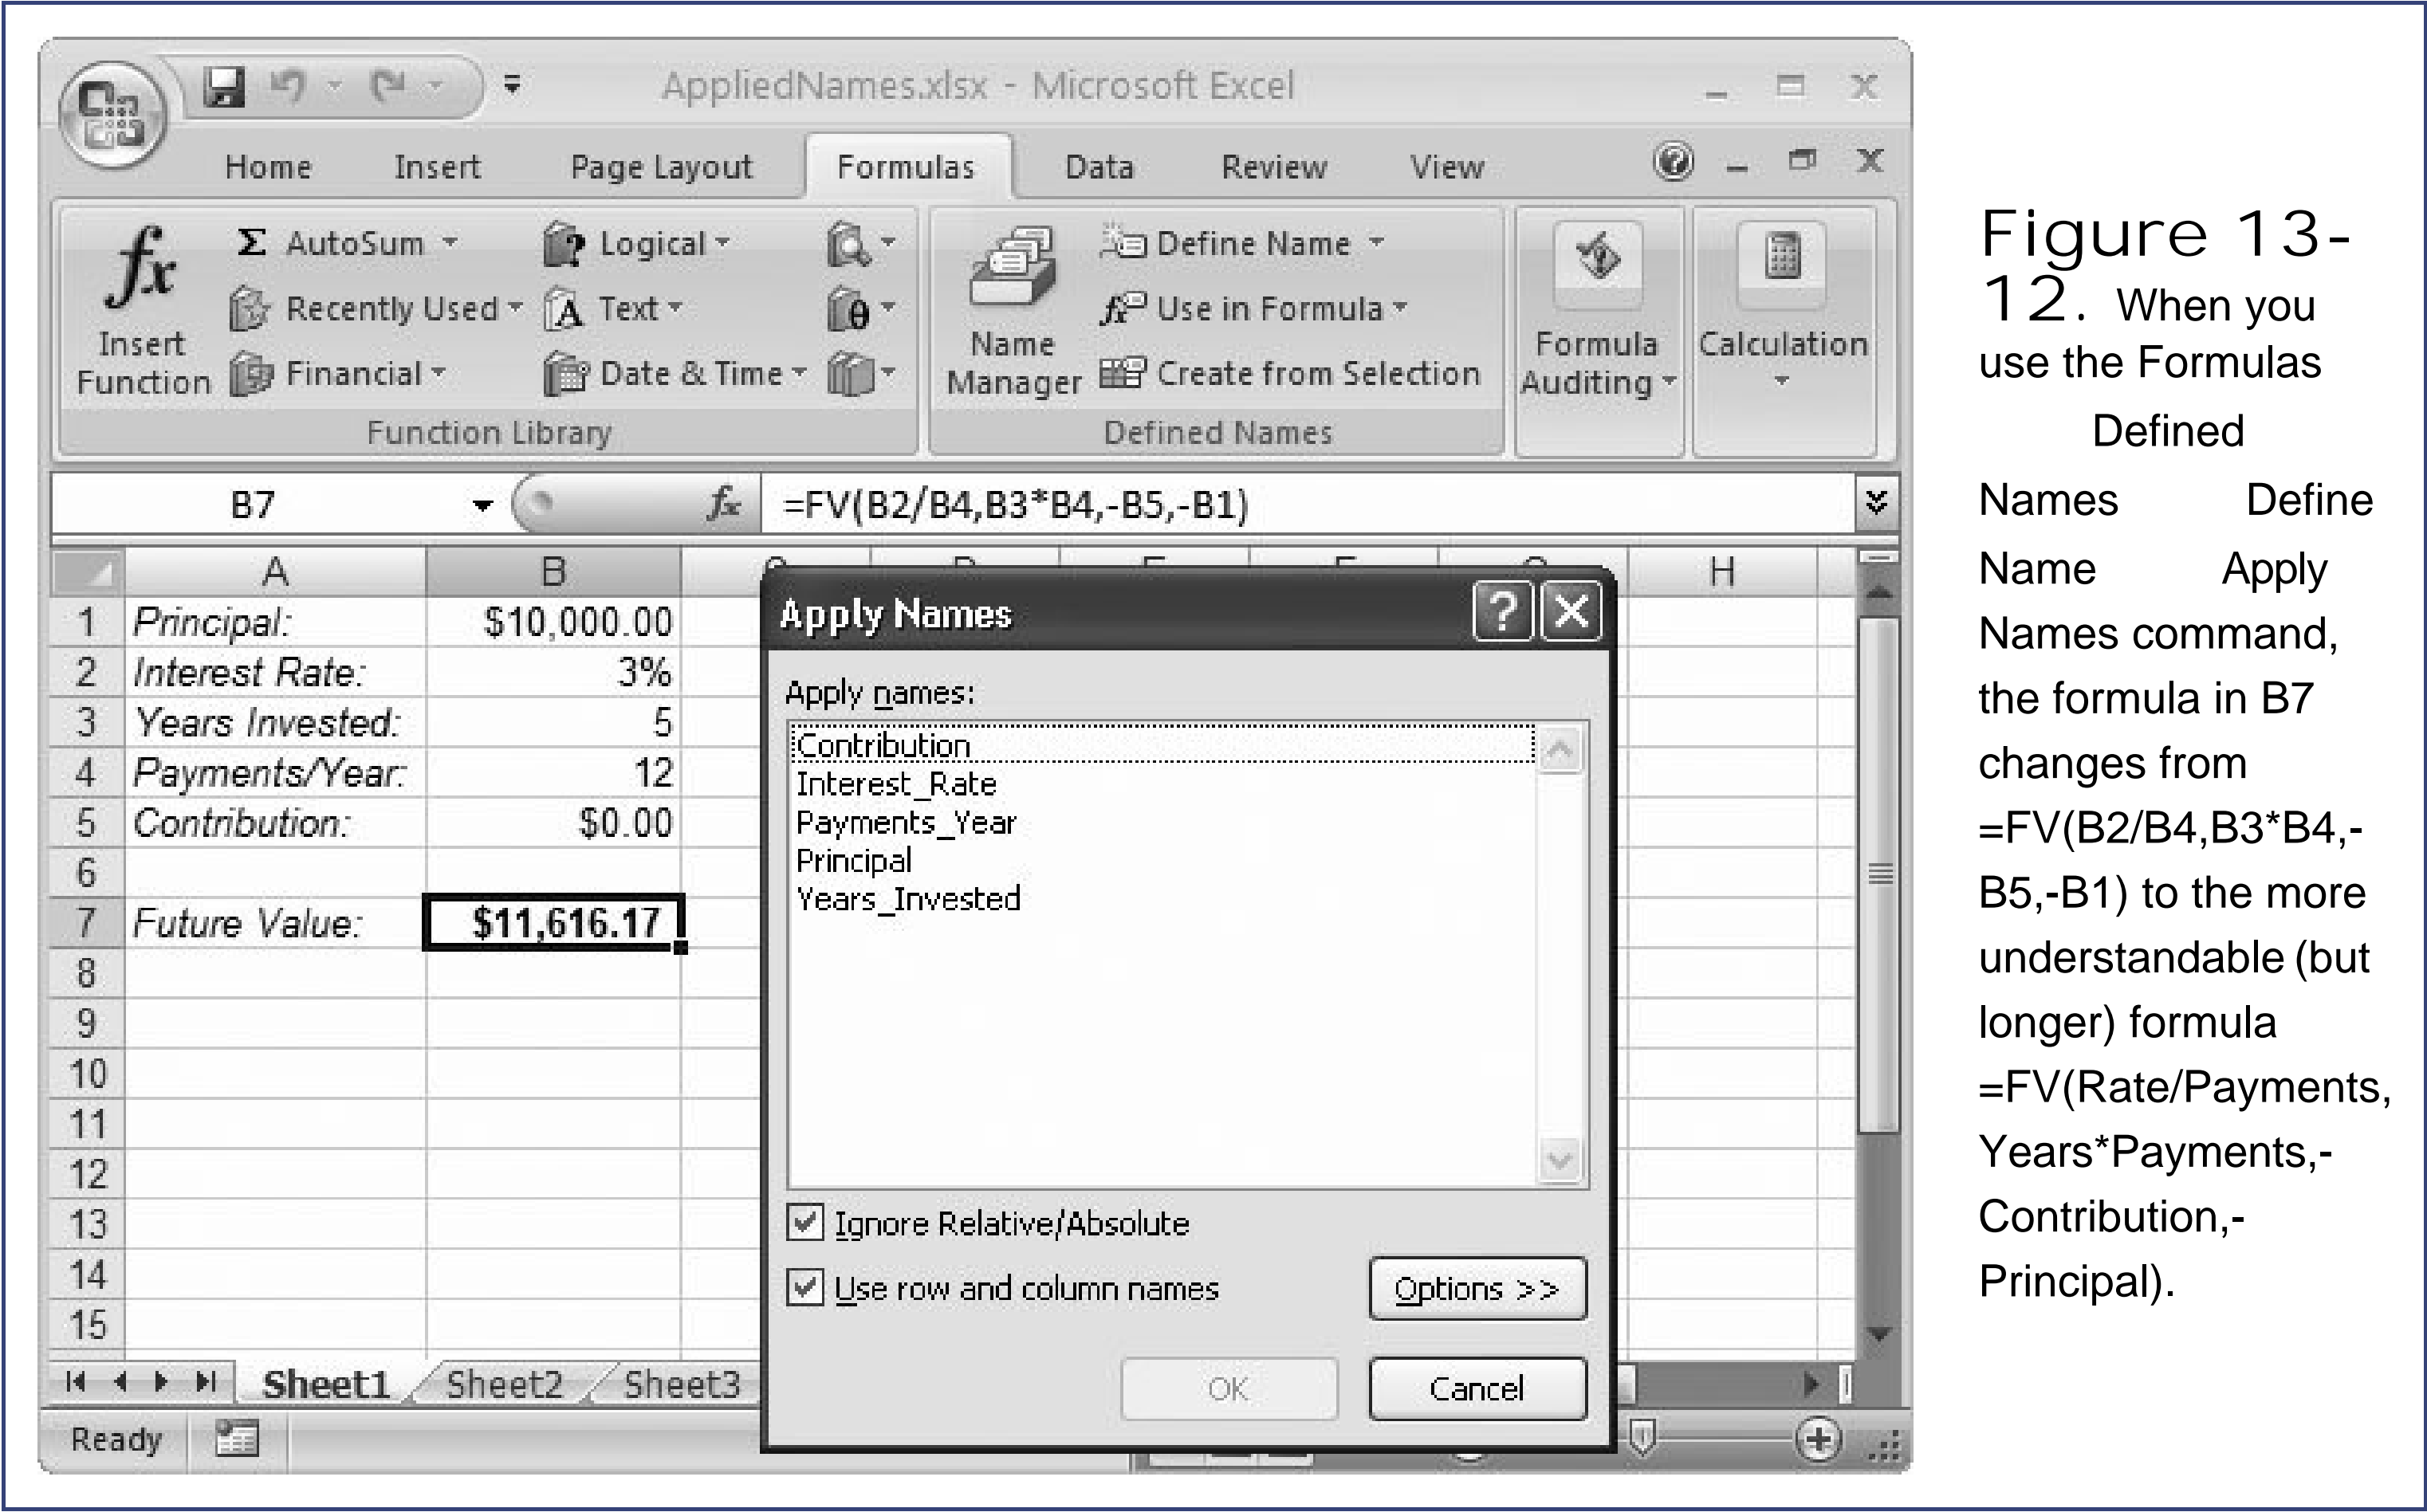 AppliedNames.xlsx - Microsoft Excel
Home Insert Page Layout Formulas Data Review View
fx Insert Function
Σ AutoSum
Recently Used
Financial
Logical
Text
Date & Time
Function Library
Name Manager
Define Name
Use in Formula
Create from Selection
Defined Names
Formula Auditing
Calculation
B7 fx =FV(B2/B4,B3*B4,-B5,-B1)
A B H
1 Principal: $10,000.00
2 Interest Rate: 3%
3 Years Invested: 5
4 Payments/Year: 12
5 Contribution: $0.00
6
7 Future Value: $11,616.17
8
9
10
11
12
13
14
15
Sheet1 Sheet2 Sheet3
Ready
Apply Names
Apply names:
Contribution
Interest_Rate
Payments_Year
Principal
Years_Invested
Ignore Relative/Absolute
Use row and column names
Options >>
OK Cancel
Figure 13-
12. When you
use the Formulas
Defined
Names Define
Name Apply
Names command,
the formula in B7
changes from
=FV(B2/B4,B3*B4,-
B5,-B1) to the more
understandable (but
longer) formula
=FV(Rate/Payments,
Years*Payments,-
Contribution,-
Principal).